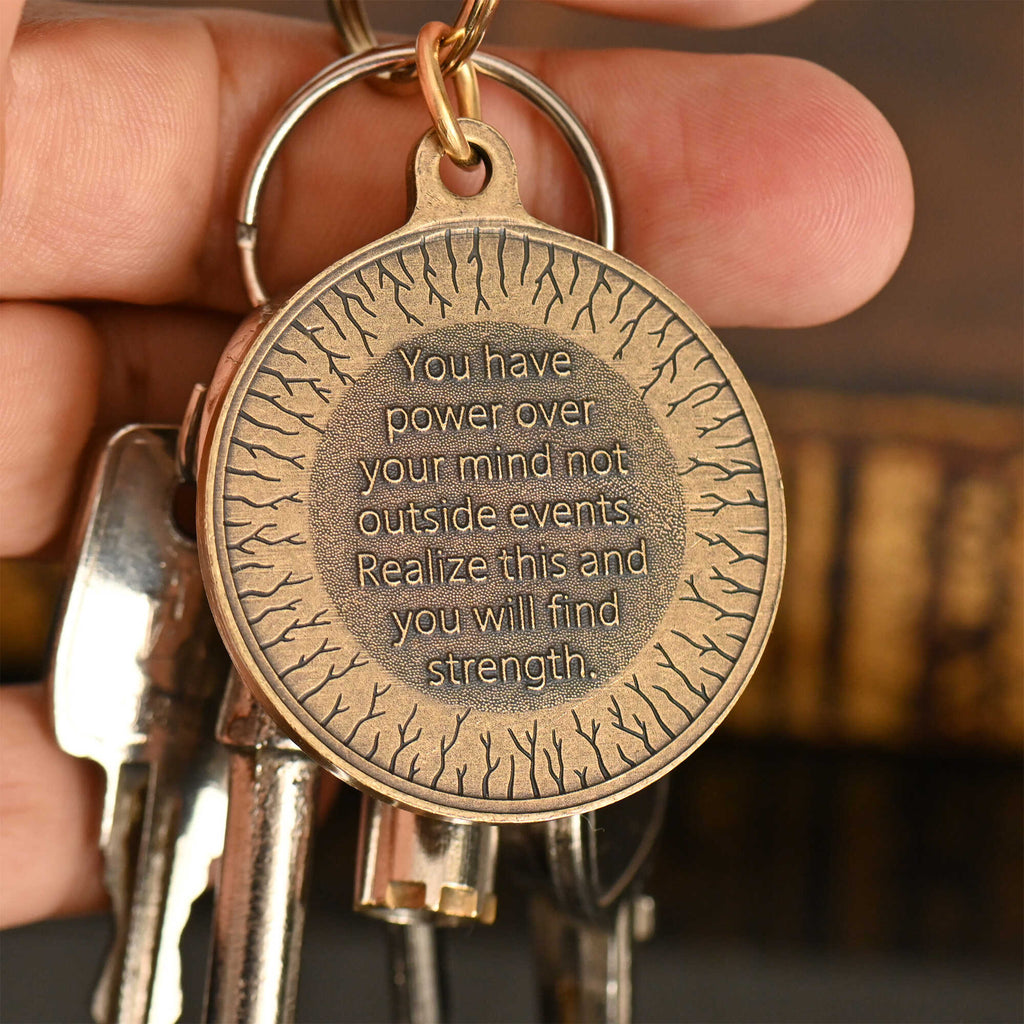 You have
power over
your mind not
outside events.
Realize this and
you will find
strength.